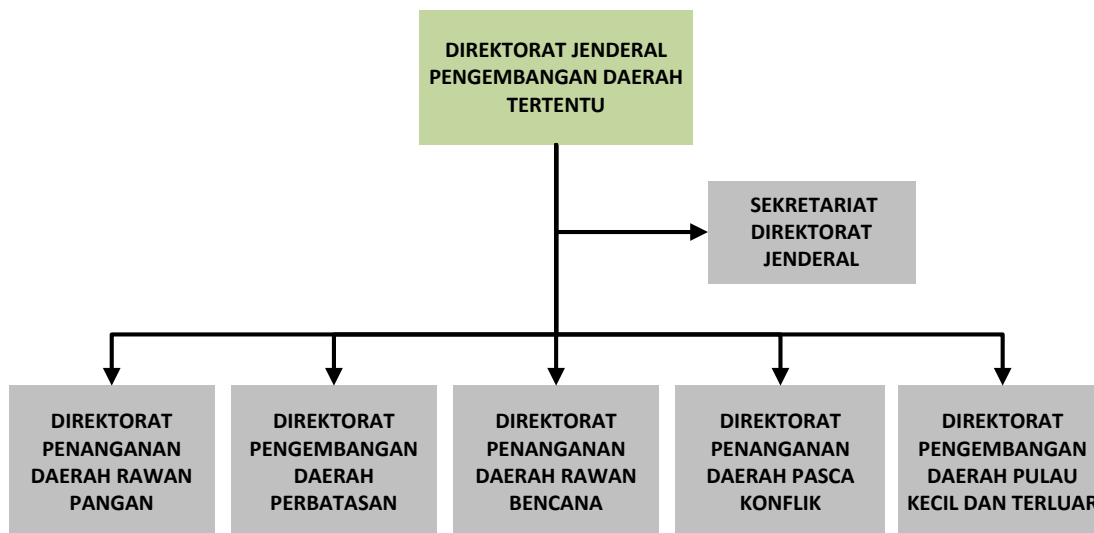 DIREKTORAT JENDERAL
PENGEMBANGAN DAERAH
TERTENTU
SEKRETARIAT
DIREKTORAT
JENDERAL
DIREKTORAT
PENANGANAN
DAERAH RAWAN
PANGAN
DIREKTORAT
PENGEMBANGAN
DAERAH
PERBATASAN
DIREKTORAT
PENANGANAN
DAERAH RAWAN
BENCANA
DIREKTORAT
PENANGANAN
DAERAH PASCA
KONFLIK
DIREKTORAT
PENGEMBANGAN
DAERAH PULAU
KECIL DAN TERLUAR